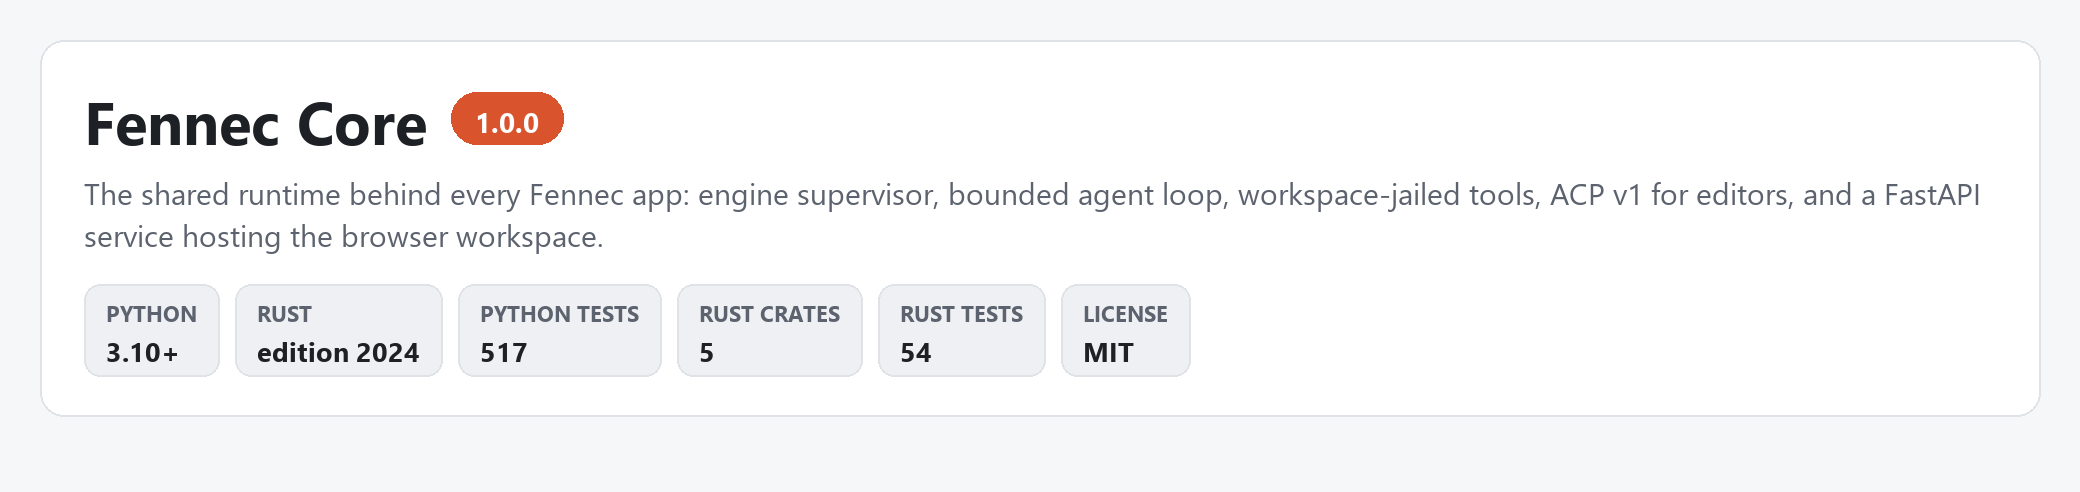 Fennec Core 1.0.0
The shared runtime behind every Fennec app: engine supervisor, bounded agent loop, workspace-jailed tools, ACP v1 for editors, and a FastAPI
service hosting the browser workspace.
PYTHON
3.10+
RUST
edition 2024
PYTHON TESTS
517
RUST CRATES
5
RUST TESTS
54
LICENSE
MIT